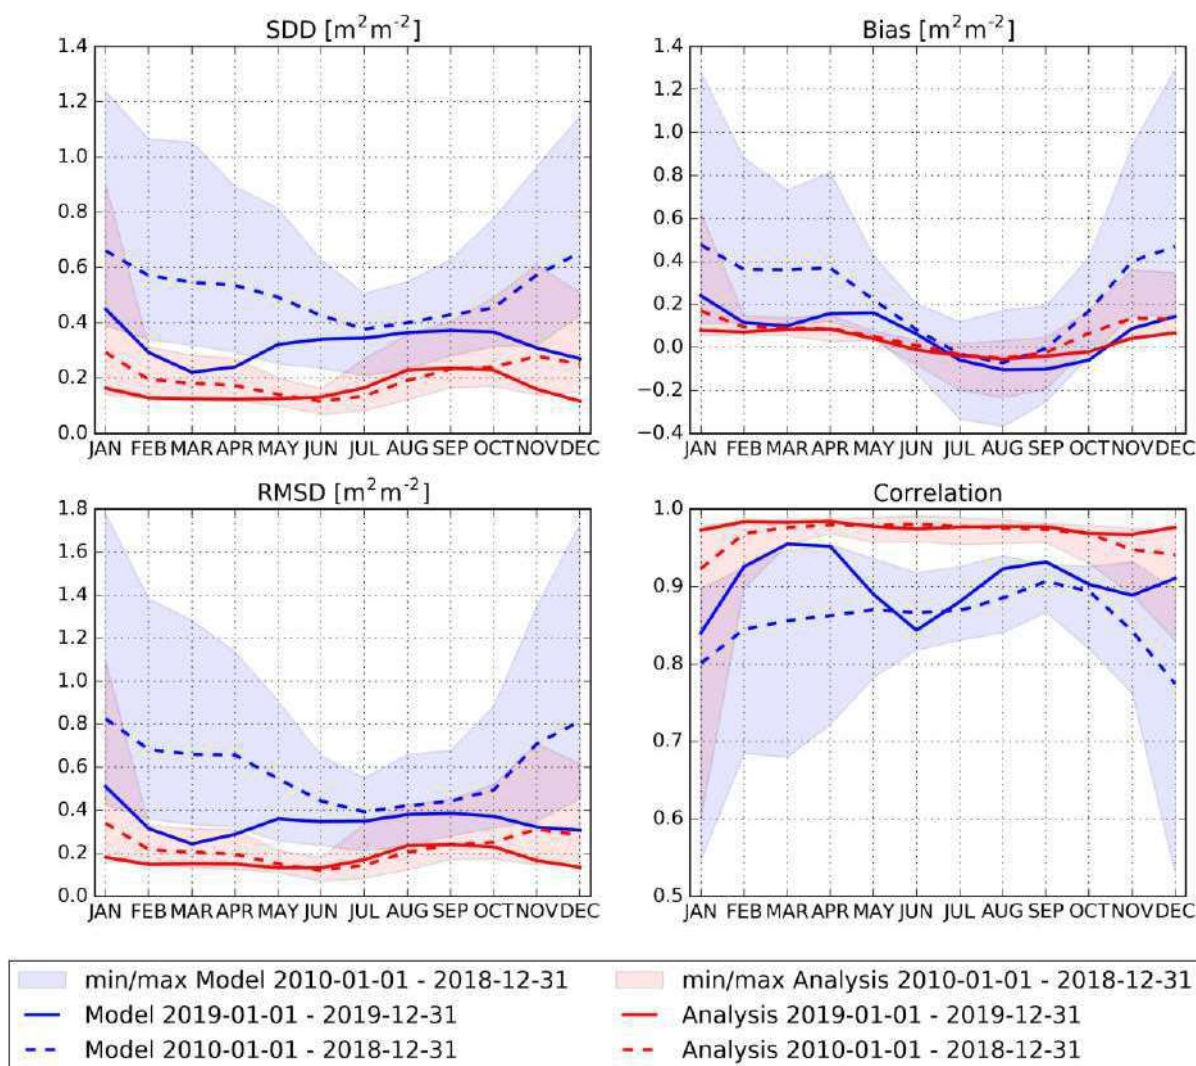 SDD [m²m⁻²]
1.4
1.2
1.0
0.8
0.6
0.4
0.2
0.0
JAN FEB MAR APR MAY JUN JUL AUG SEP OCT NOV DEC
Bias [m²m⁻²]
1.4
1.2
1.0
0.8
0.6
0.4
0.2
0.0
−0.2
−0.4
JAN FEB MAR APR MAY JUN JUL AUG SEP OCT NOV DEC
RMSD [m²m⁻²]
1.8
1.6
1.4
1.2
1.0
0.8
0.6
0.4
0.2
0.0
JAN FEB MAR APR MAY JUN JUL AUG SEP OCT NOV DEC
Correlation
1.0
0.9
0.8
0.7
0.6
0.5
JAN FEB MAR APR MAY JUN JUL AUG SEP OCT NOV DEC
min/max Model 2010-01-01 - 2018-12-31
Model 2019-01-01 - 2019-12-31
Model 2010-01-01 - 2018-12-31
min/max Analysis 2010-01-01 - 2018-12-31
Analysis 2019-01-01 - 2019-12-31
Analysis 2010-01-01 - 2018-12-31